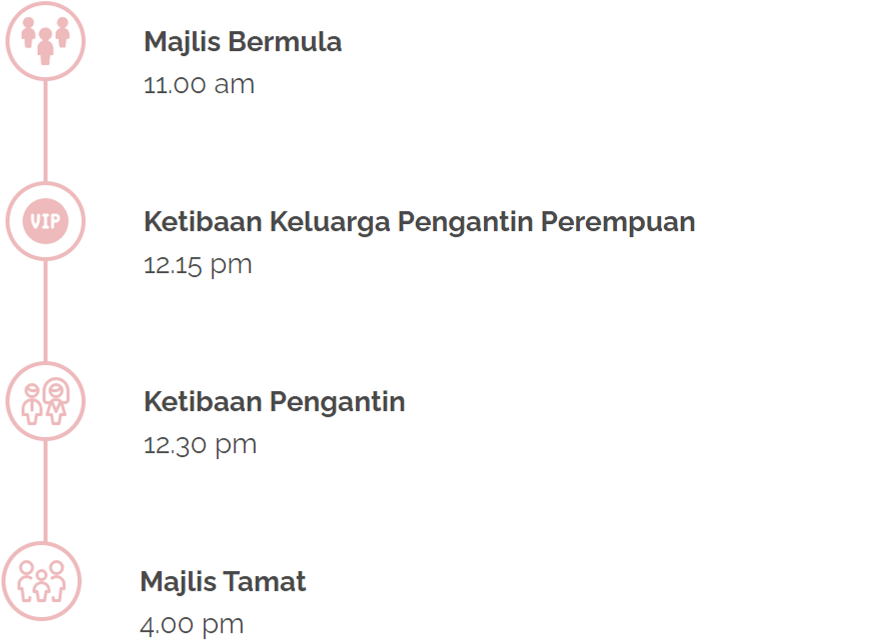 Majlis Bermula
11.00 am
VIP
Ketibaan Keluarga Pengantin Perempuan
12.15 pm
Ketibaan Pengantin
12.30 pm
Majlis Tamat
4.00 pm